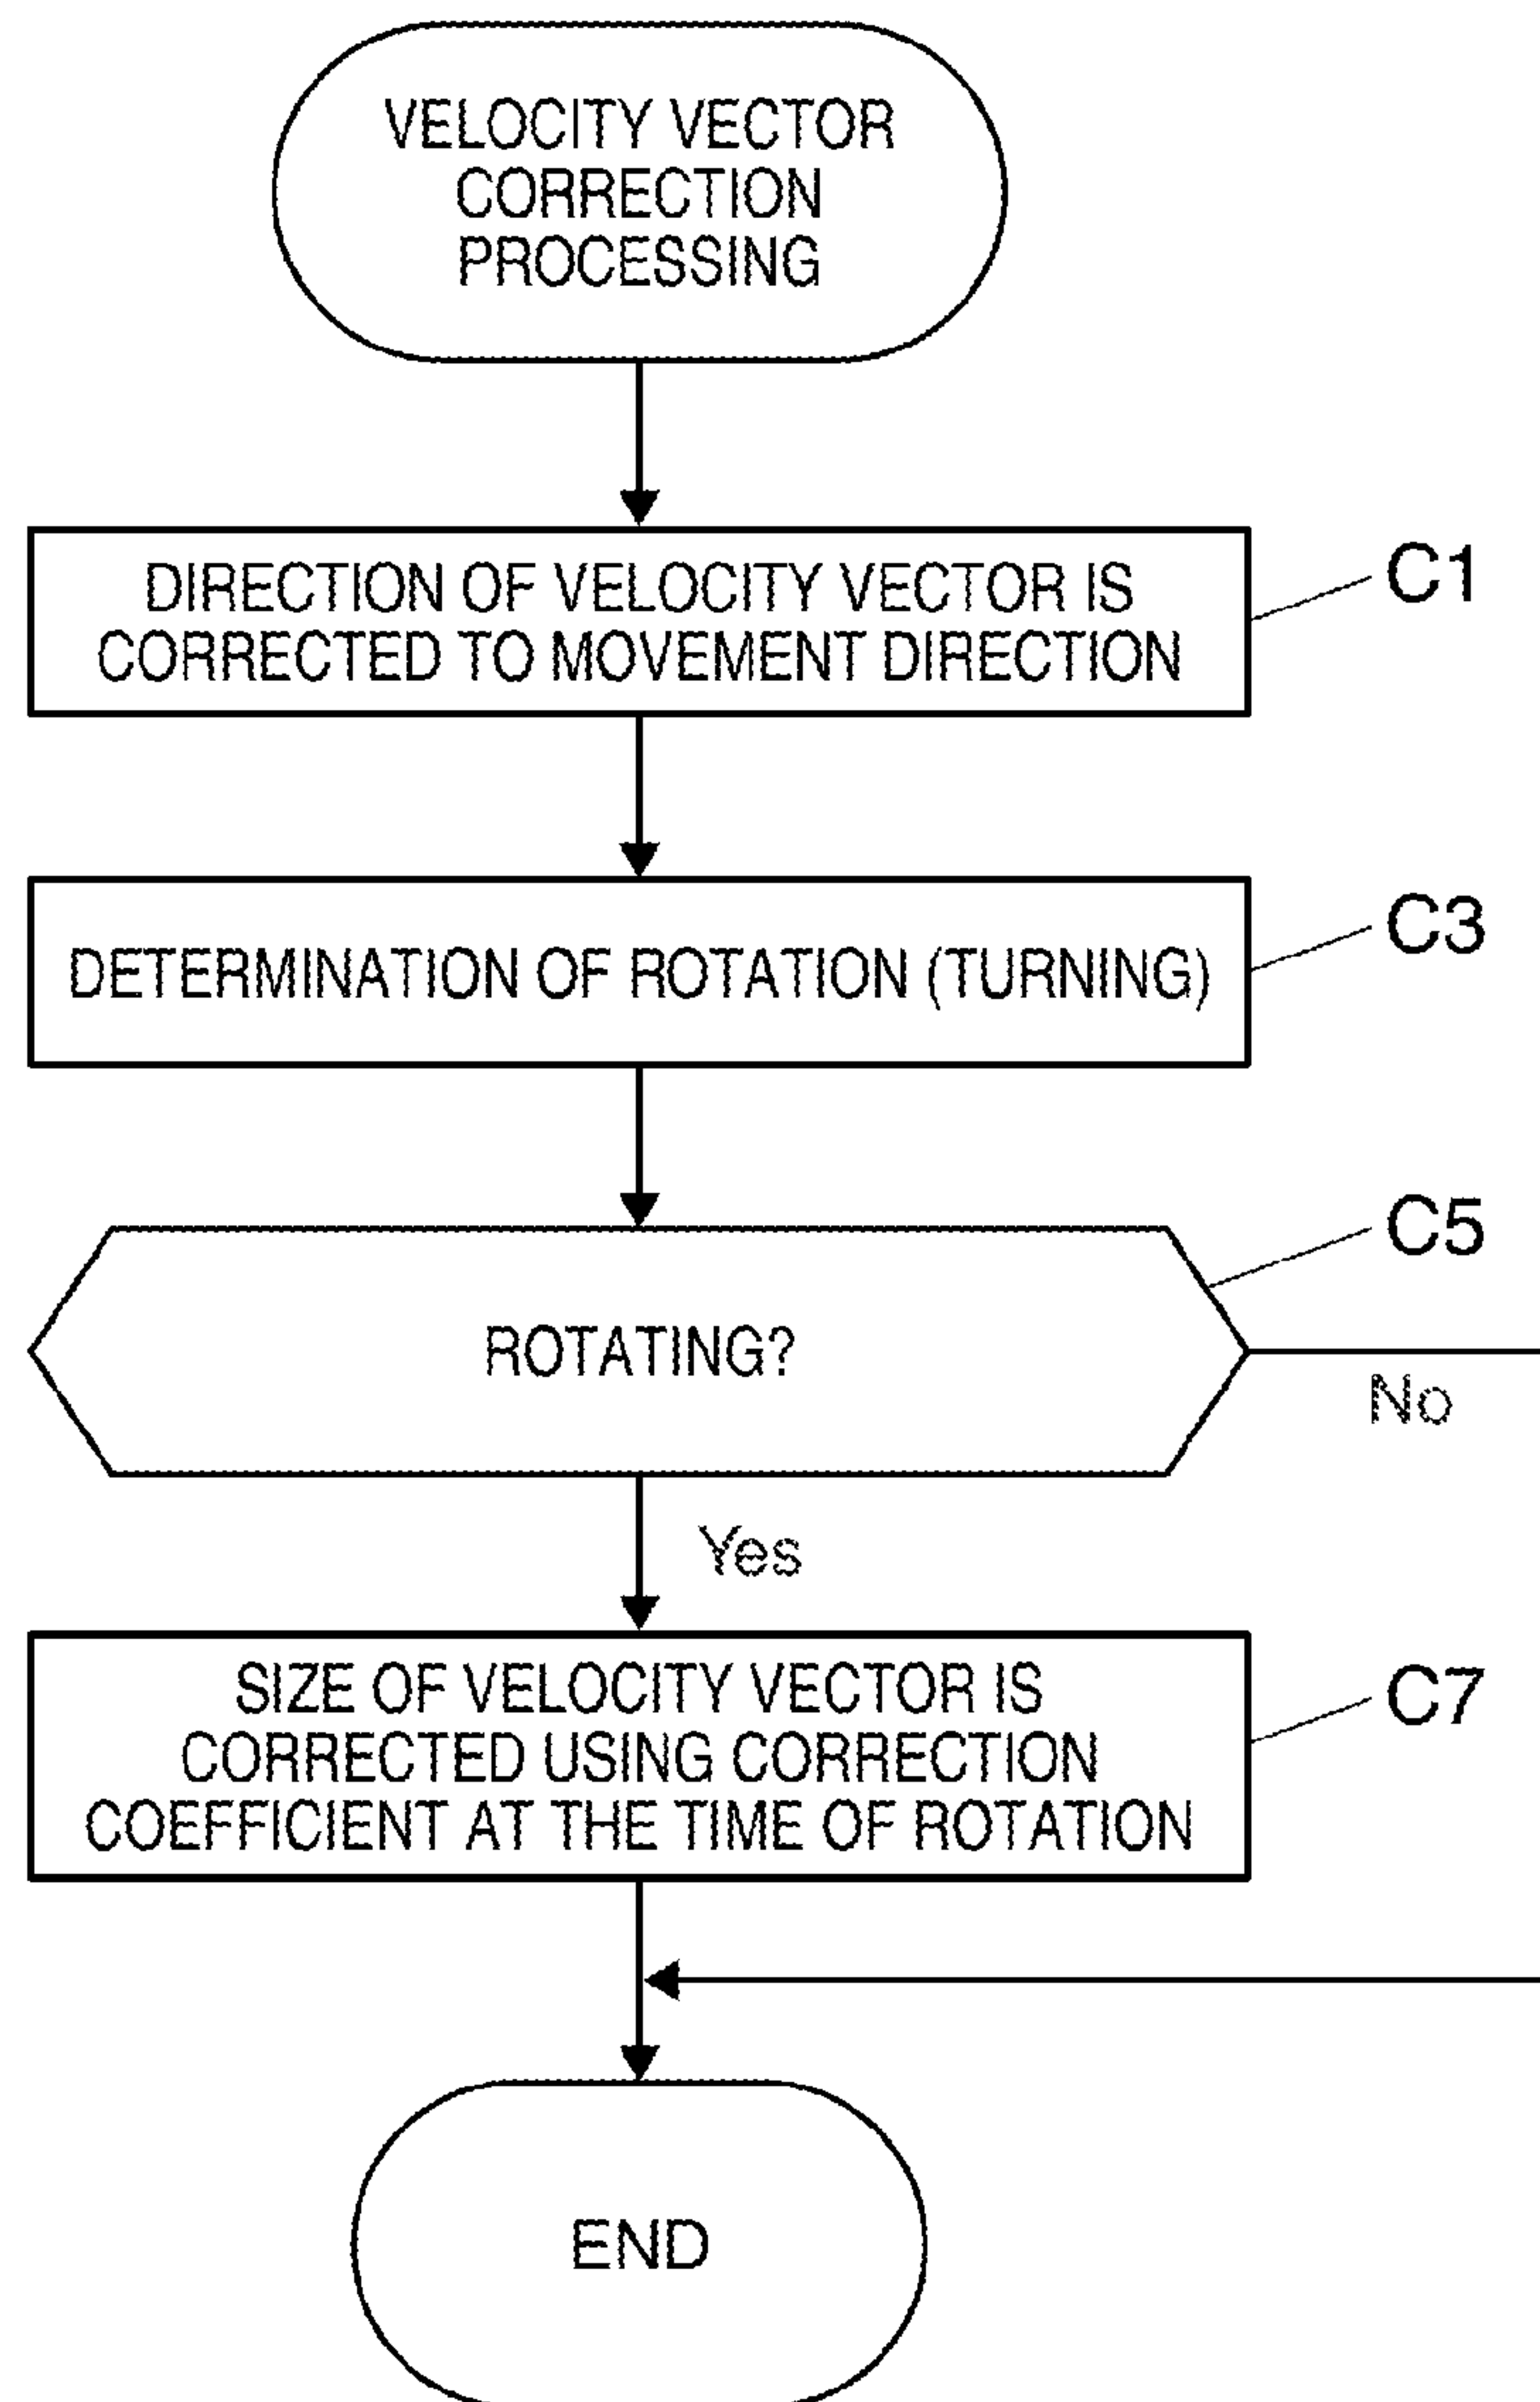 VELOCITY VECTOR
CORRECTION
PROCESSING
DIRECTION OF VELOCITY VECTOR IS
CORRECTED TO MOVEMENT DIRECTION
C1
DETERMINATION OF ROTATION (TURNING)
C3
C5
ROTATING?
No
Yes
SIZE OF VELOCITY VECTOR IS
CORRECTED USING CORRECTION
COEFFICIENT AT THE TIME OF ROTATION
C7
END